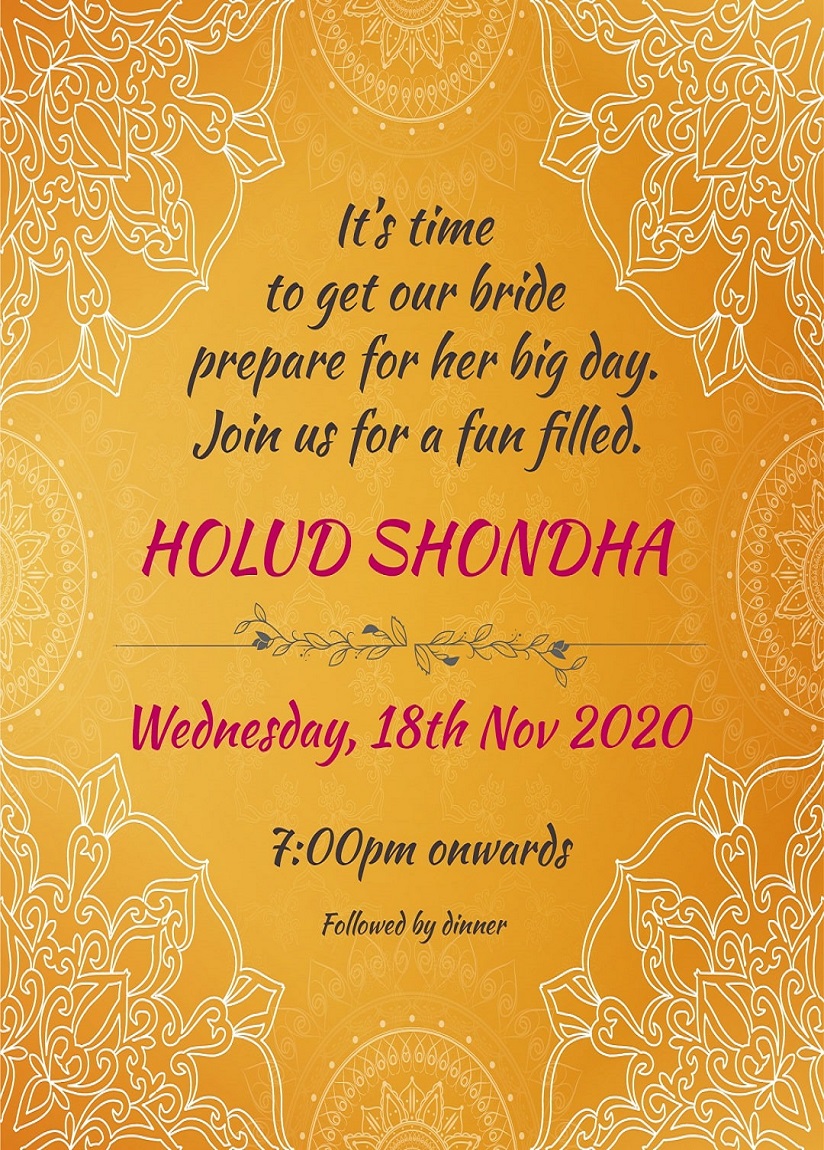 It's time
to get our bride
prepare for her big day.
Join us for a fun filled.
HOLUD SHONDHA
Wednesday, 18th Nov 2020
7:00pm onwards
Followed by dinner